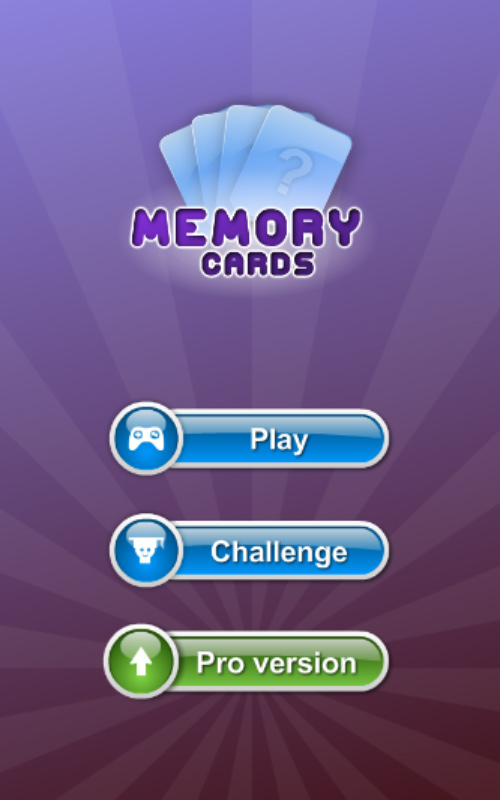 ?
MEMORY
CARDS
Play
Challenge
Pro version